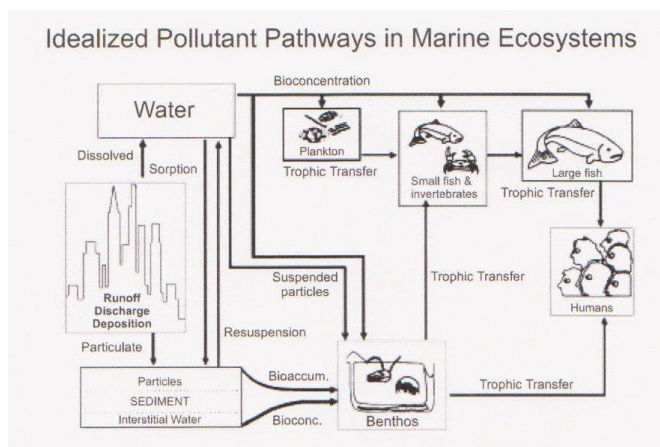 Idealized Pollutant Pathways in Marine Ecosystems
Bioconcentration
Water
Plankton
Dissolved
Sorption
Trophic Transfer
Small fish &
invertebrates
Large fish
Trophic Transfer
Runoff
Discharge
Deposition
Suspended
particles
Trophic Transfer
Humans
Particulate
Resuspension
Particles
SEDIMENT
Interstitial Water
Bioaccum.
Bioconc.
Benthos
Trophic Transfer